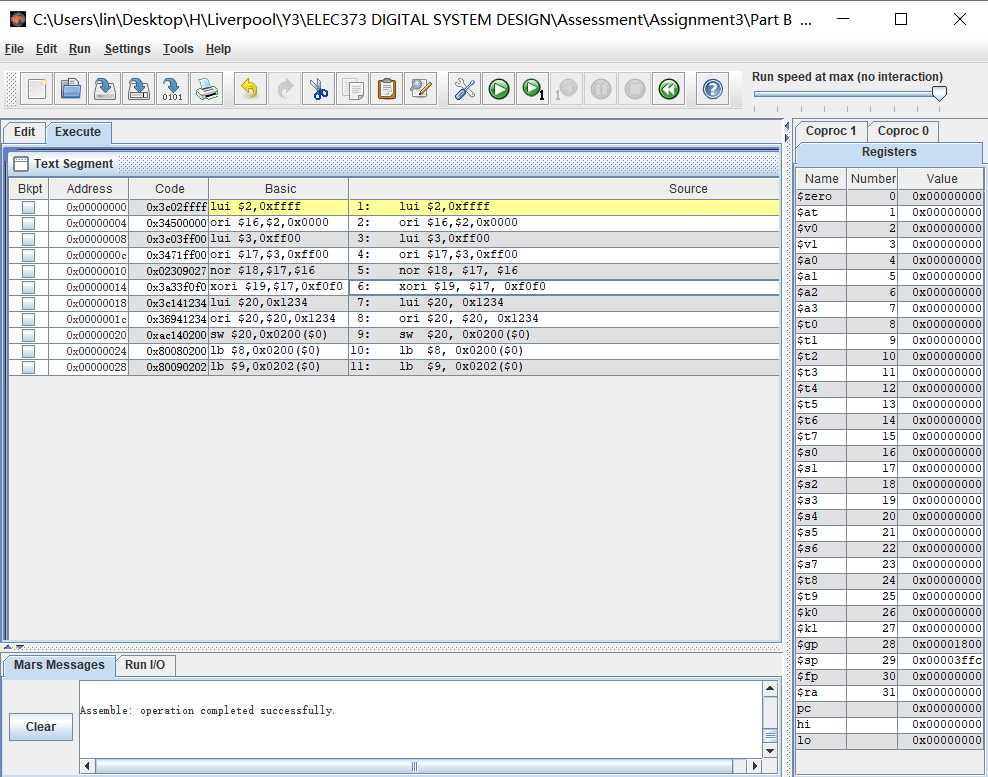 C:\Users\lin\Desktop\H\Liverpool\Y3\ELEC373 DIGITAL SYSTEM DESIGN\Assessment\Assignment3\Part B ...
File Edit Run Settings Tools Help
0101
1
1
Run speed at max (no interaction)
Edit Execute
Text Segment
Bkpt Address Code Basic Source
0x00000000 0x3c02ffff lui $2,0xffff 1: lui $2,0xffff
0x00000004 0x34500000 ori $16,$2,0x0000 2: ori $16,$2,0x0000
0x00000008 0x3c03ff00 lui $3,0xff00 3: lui $3,0xff00
0x0000000c 0x3471ff00 ori $17,$3,0xff00 4: ori $17,$3,0xff00
0x00000010 0x02309027 nor $18,$17,$16 5: nor $18, $17, $16
0x00000014 0x3a33f0f0 xori $19,$17,0xf0f0 6: xori $19, $17, 0xf0f0
0x00000018 0x3c141234 lui $20,0x1234 7: lui $20, 0x1234
0x0000001c 0x36941234 ori $20,$20,0x1234 8: ori $20, $20, 0x1234
0x00000020 0xac140200 sw $20,0x0200($0) 9: sw $20, 0x0200($0)
0x00000024 0x80080200 lb $8,0x0200($0) 10: lb $8, 0x0200($0)
0x00000028 0x80090202 lb $9,0x0202($0) 11: lb $9, 0x0202($0)
Mars Messages Run I/O
Clear
Assemble: operation completed successfully.
Coproc 1 Coproc 0
Registers
Name Number Value
$zero 0 0x00000000
$at 1 0x00000000
$v0 2 0x00000000
$v1 3 0x00000000
$a0 4 0x00000000
$a1 5 0x00000000
$a2 6 0x00000000
$a3 7 0x00000000
$t0 8 0x00000000
$t1 9 0x00000000
$t2 10 0x00000000
$t3 11 0x00000000
$t4 12 0x00000000
$t5 13 0x00000000
$t6 14 0x00000000
$t7 15 0x00000000
$s0 16 0x00000000
$s1 17 0x00000000
$s2 18 0x00000000
$s3 19 0x00000000
$s4 20 0x00000000
$s5 21 0x00000000
$s6 22 0x00000000
$s7 23 0x00000000
$t8 24 0x00000000
$t9 25 0x00000000
$k0 26 0x00000000
$k1 27 0x00000000
$gp 28 0x00001800
$sp 29 0x00003ffc
$fp 30 0x00000000
$ra 31 0x00000000
pc 0x00000000
hi 0x00000000
lo 0x00000000